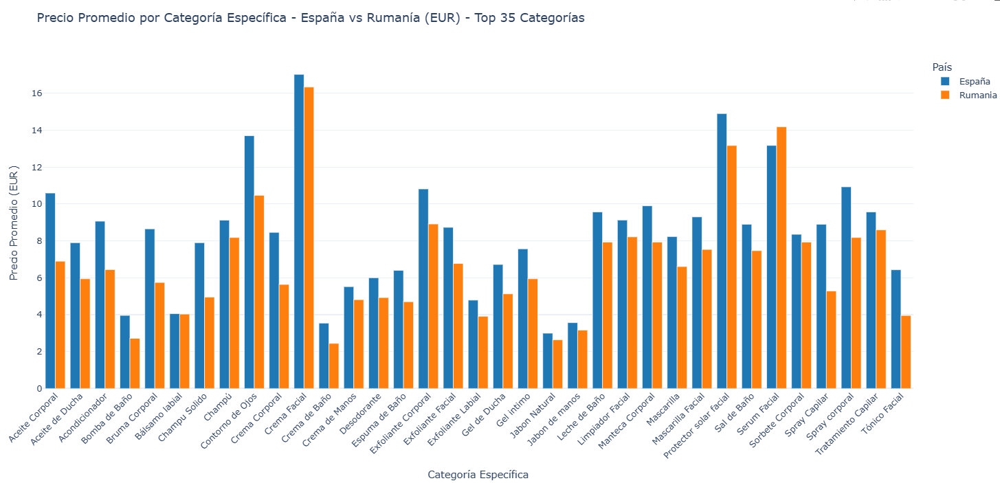 Precio Promedio por Categoría Específica - España vs Rumanía (EUR) - Top 35 Categorías
País
España
Rumania
Precio Promedio (EUR)
16
14
12
10
8
6
4
2
0
Aceite Corporal
Aceite de Ducha
Acondicionador
Bomba de Baño
Bruma Corporal
Bálsamo labial
Champu Solido
Champú
Contorno de Ojos
Crema Corporal
Crema Facial
Crema de Baño
Crema de Manos
Desodorante
Espuma de Baño
Exfoliante Corporal
Exfoliante Facial
Exfoliante Labial
Gel de Ducha
Gel intimo
Jabon Natural
Jabon de manos
Leche de Baño
Limpiador Facial
Manteca Corporal
Mascarilla
Mascarilla Facial
Protector solar facial
Sal de Baño
Serum Facial
Sorbete Corporal
Spray Capilar
Spray corporal
Tratamiento Capilar
Tónico Facial
Categoría Específica